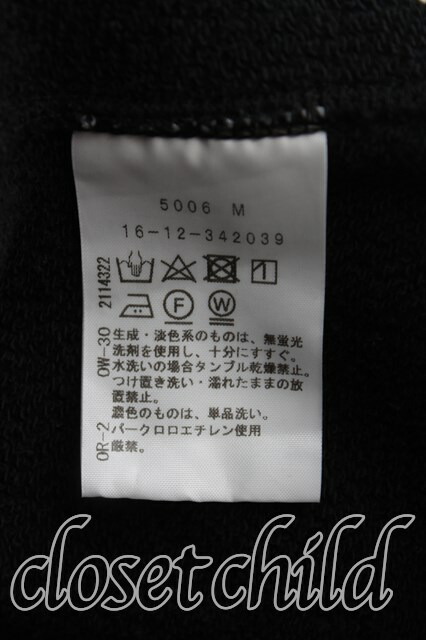 5006 M
16-12-342039
1
F
W
生成・淡色系のものは、無蛍光
洗剤を使用し、十分にすすぐ。
水洗いの場合タンブル乾燥禁止。
つけ置き洗い・濡れたままの放
置禁止。
濃色のものは、単品洗い。
パークロロエチレン使用
厳禁。
OR-2 OW-30 2114322
closet child